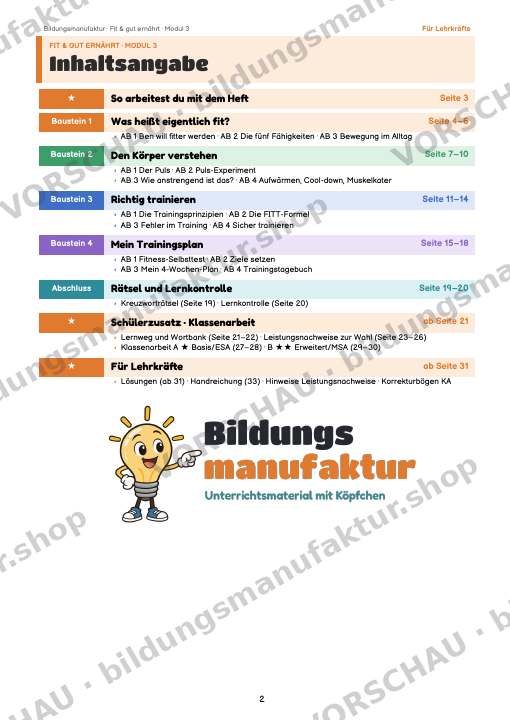 Bildungsmanufaktur · Fit & gut ernährt · Modul 3
Für Lehrkräfte
FIT & GUT ERNÄHRT · MODUL 3
Inhaltsangabe
★ So arbeitest du mit dem Heft Seite 3
Baustein 1 Was heißt eigentlich fit? Seite 4–6
◦ AB 1 Ben will fitter werden · AB 2 Die fünf Fähigkeiten · AB 3 Bewegung im Alltag
Baustein 2 Den Körper verstehen Seite 7–10
◦ AB 1 Der Puls · AB 2 Puls-Experiment
◦ AB 3 Wie anstrengend ist das? · AB 4 Aufwärmen, Cool-down, Muskelkater
Baustein 3 Richtig trainieren Seite 11–14
◦ AB 1 Die Trainingsprinzipien · AB 2 Die FITT-Formel
◦ AB 3 Fehler im Training · AB 4 Sicher trainieren
Baustein 4 Mein Trainingsplan Seite 15–18
◦ AB 1 Fitness-Selbsttest · AB 2 Ziele setzen
◦ AB 3 Mein 4-Wochen-Plan · AB 4 Trainingstagebuch
Abschluss Rätsel und Lernkontrolle Seite 19–20
◦ Kreuzworträtsel (Seite 19) · Lernkontrolle (Seite 20)
★ Schülerzusatz · Klassenarbeit ab Seite 21
◦ Lernweg und Wortbank (Seite 21–22) · Leistungsnachweise zur Wahl (Seite 23–26)
◦ Klassenarbeit A ★ Basis/ESA (27–28) · B ★★ Erweitert/MSA (29–30)
★ Für Lehrkräfte ab Seite 31
◦ Lösungen (ab 31) · Handreichung (33) · Hinweise Leistungsnachweise · Korrekturbögen KA
Bildungs
manufaktur
Unterrichtsmaterial mit Köpfchen
2
VORSCHAU · bildungsmanufaktur.shop